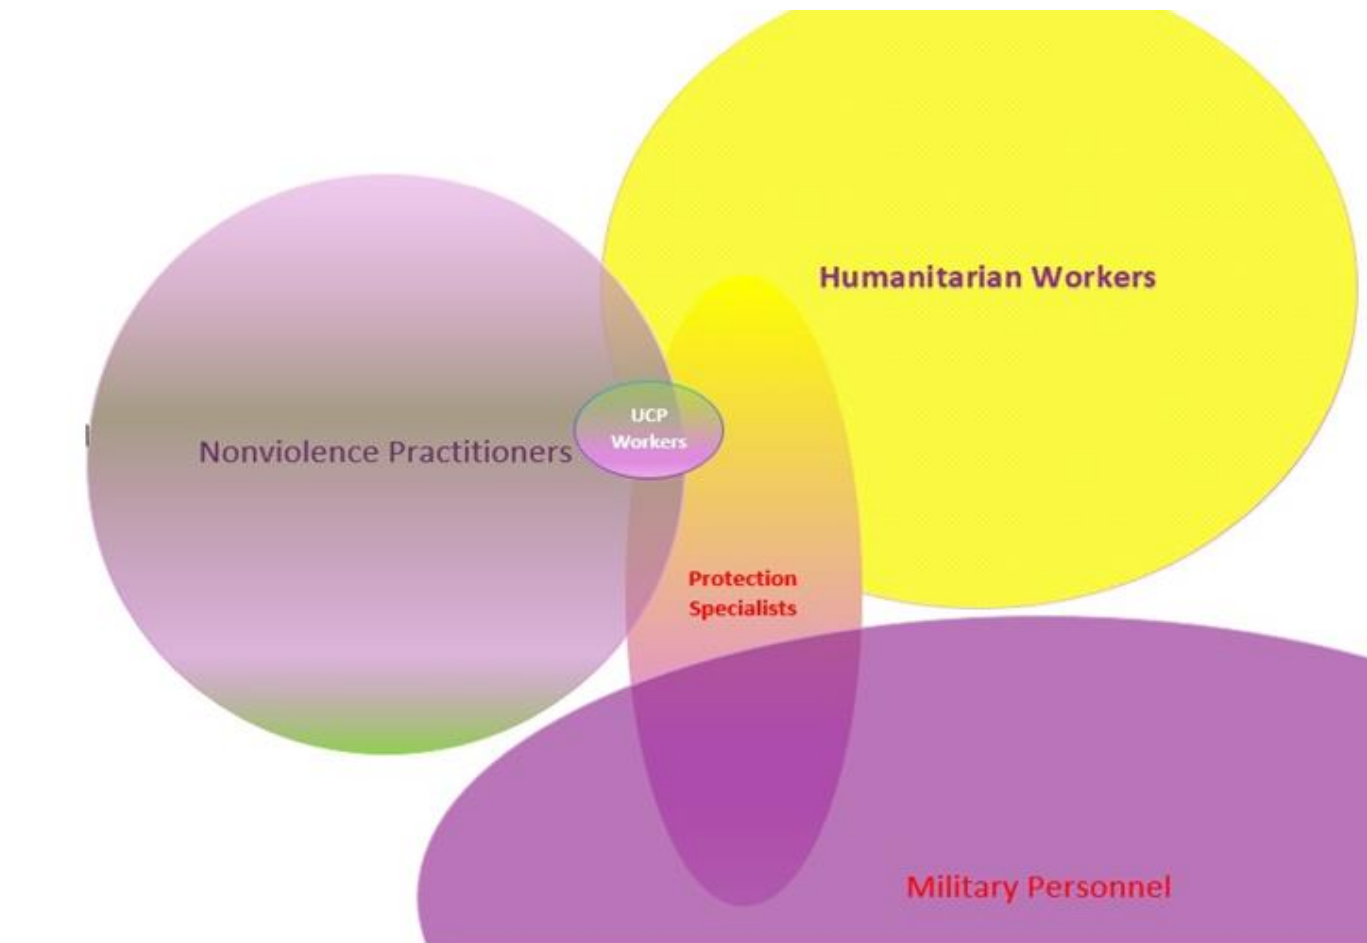 Humanitarian Workers
UCP
Workers
Nonviolence Practitioners
Protection
Specialists
Military Personnel